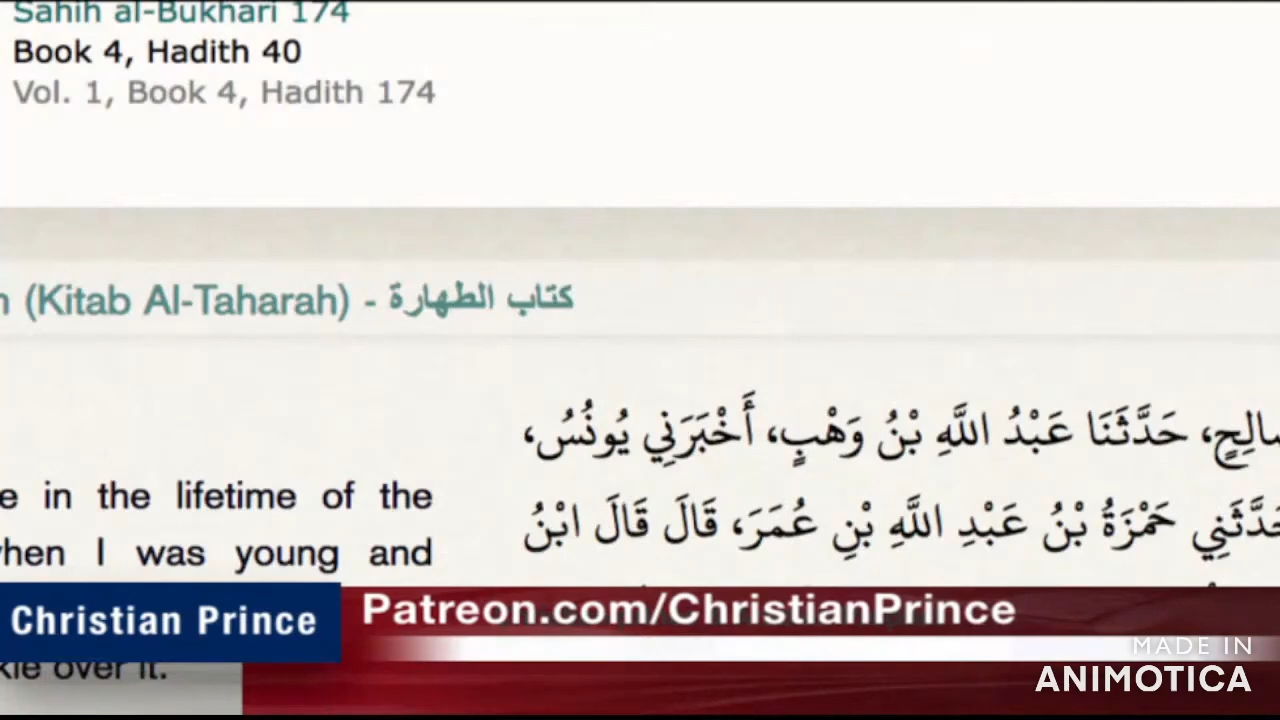 Sahih al-Bukhari 174
Book 4, Hadith 40
Vol. 1, Book 4, Hadith 174
(Kitab Al-Taharah) - كتاب الطهارة
حَدَّثَنَا عَبْدُ اللَّهِ بْنُ وَهْبٍ، أَخْبَرَنِي يُونُسُ،
in the lifetime of the
حَمْزَةُ بْنُ عَبْدِ اللَّهِ بْنِ عُمَرَ، قَالَ قَالَ ابْنُ
when I was young and
Christian Prince
Patreon.com/ChristianPrince
over it.
MADE IN
ANIMOTICA